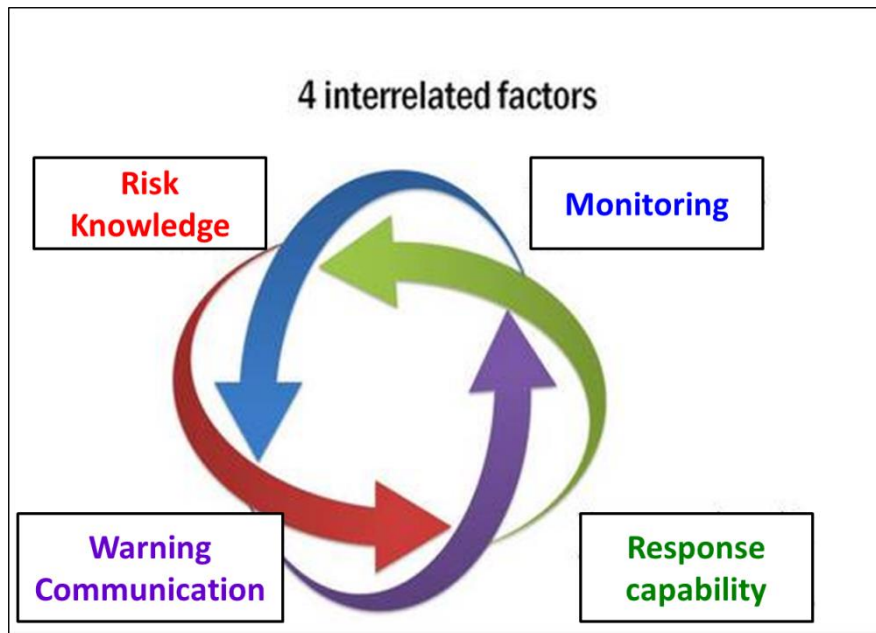 4 interrelated factors
Risk
Knowledge
Monitoring
Warning
Communication
Response
capability